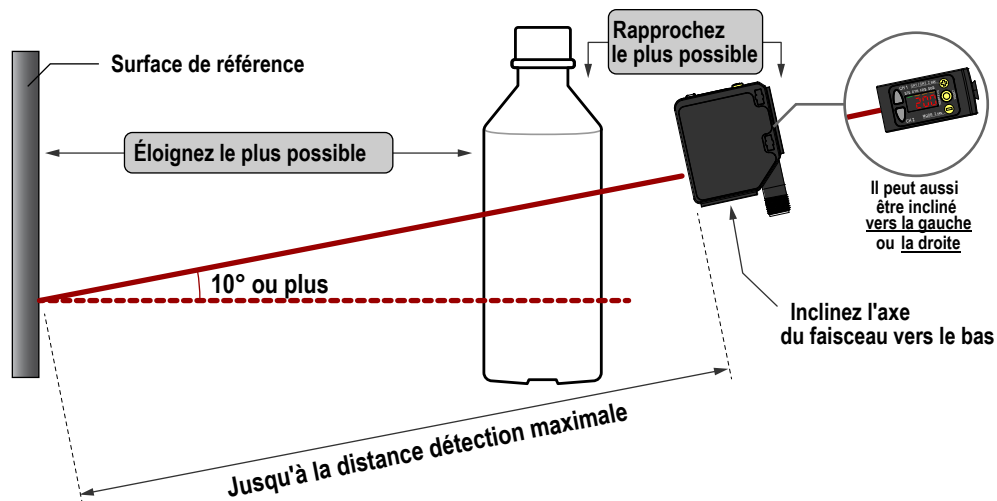 Rapprochez
le plus possible
Surface de référence
Éloignez le plus possible
200
Il peut aussi
être incliné
vers la gauche
ou la droite
10° ou plus
Inclinez l'axe
du faisceau vers le bas
Jusqu'à la distance détection maximale